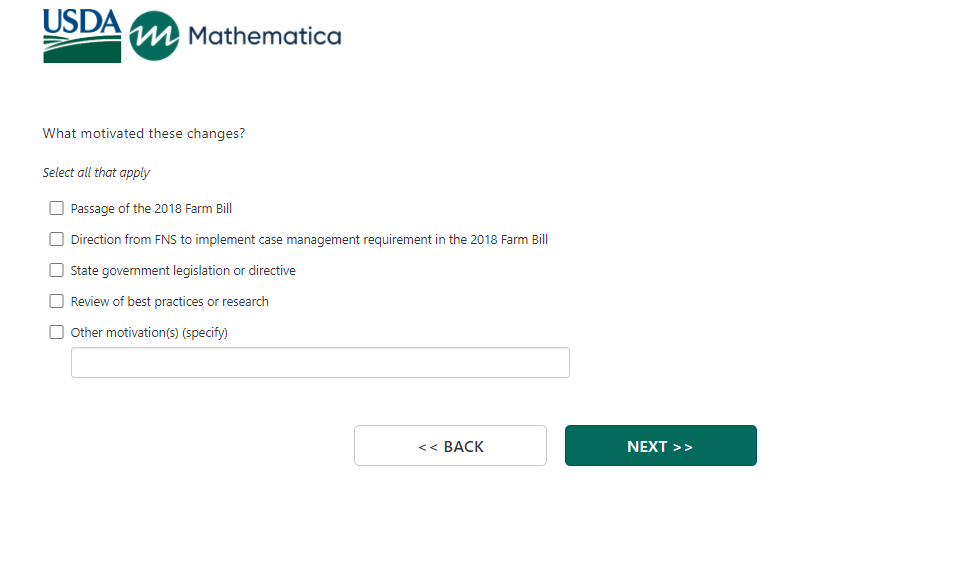 USDA Mathematica
What motivated these changes?
Select all that apply
Passage of the 2018 Farm Bill
Direction from FNS to implement case management requirement in the 2018 Farm Bill
State government legislation or directive
Review of best practices or research
Other motivation(s) (specify)
<< BACK
NEXT >>